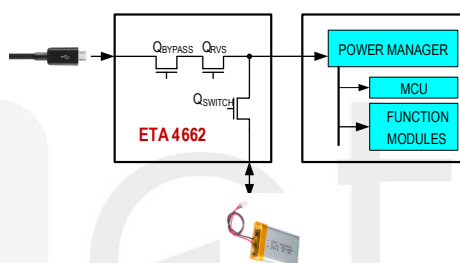 QBYPASS QRVS
QSWITCH
ETA 4662
POWER MANAGER
MCU
FUNCTION
MODULES